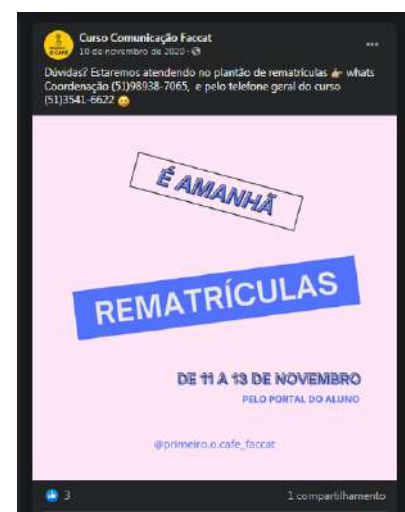 Curso Comunicação Faccat
10 de novembro de 2020 ·
Dúvidas? Estaremos atendendo no plantão de rematrículas 👉 whats
Coordenação (51)98938-7065, e pelo telefone geral do curso
(51)3541-6622 😉
É AMANHÃ
REMATRÍCULAS
DE 11 A 13 DE NOVEMBRO
PELO PORTAL DO ALUNO
@primeiro.o.cafe_faccat
3
1 compartilhamento